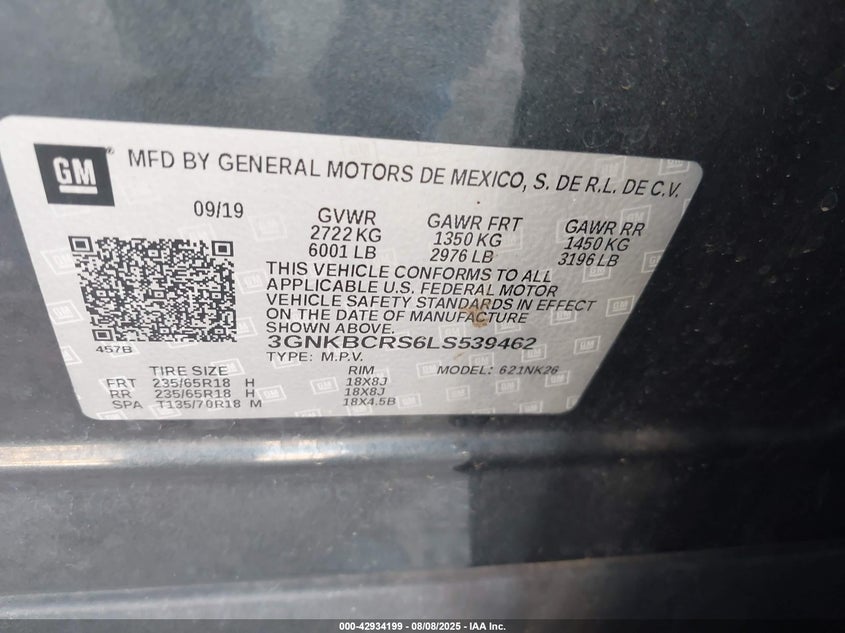 GM
MFD BY GENERAL MOTORS DE MEXICO, S. DE R.L. DE C.V.
09/19
GVWR GAWR FRT GAWR RR
2722 KG 1350 KG 1450 KG
6001 LB 2976 LB 3196 LB
THIS VEHICLE CONFORMS TO ALL
APPLICABLE U.S. FEDERAL MOTOR
VEHICLE SAFETY STANDARDS IN EFFECT
ON THE DATE OF MANUFACTURE
SHOWN ABOVE.
457B 3GNKBCRS6LS539462
TYPE: M.P.V. MODEL: 621NK26
TIRE SIZE RIM
FRT 235/65R18 H 18X8J
RR 235/65R18 H 18X8J
SPA T135/70R18 M 18X4.5B
000-42934199 - 08/08/2025 - IAA Inc.